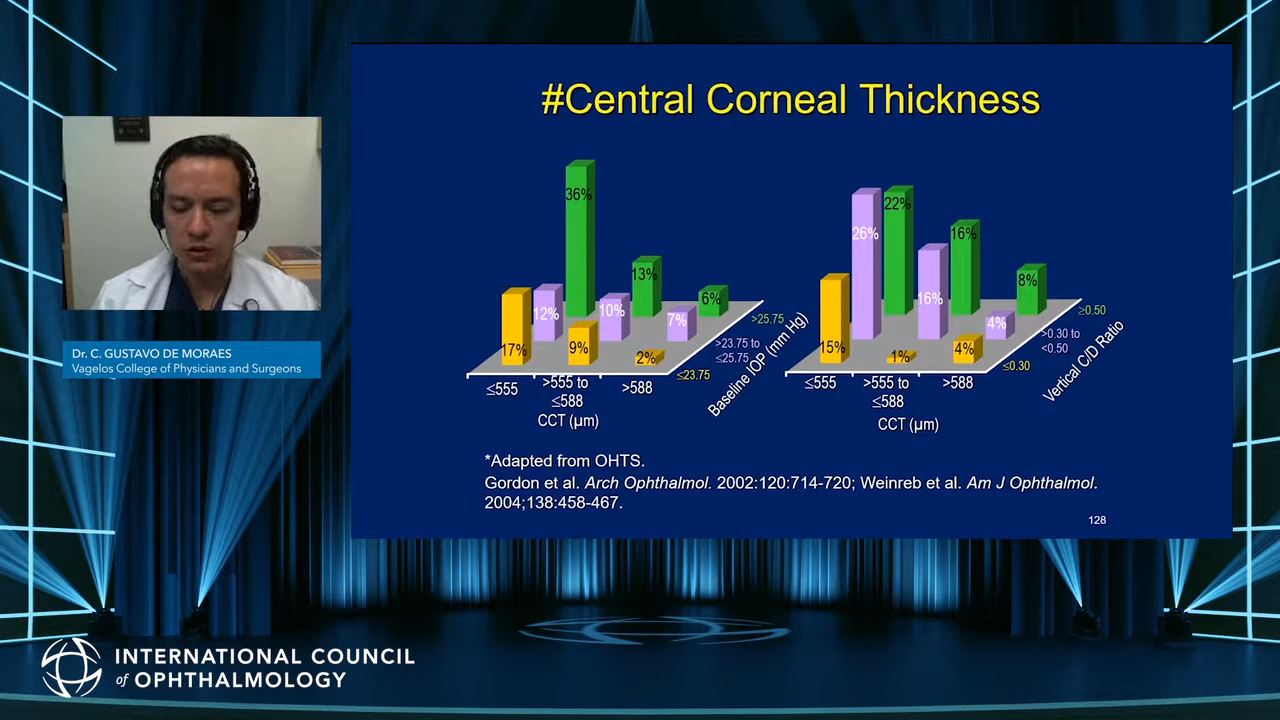 #Central Corneal Thickness
36%
13%
6%
12%
10%
7%
17%
9%
2%
>25.75
>23.75 to
≤25.75
≤23.75
Baseline IOP (mm Hg)
≤555
>555 to
≤588
>588
CCT (µm)
22%
16%
8%
26%
16%
4%
15%
1%
4%
≥0.50
>0.30 to
<0.50
≤0.30
Vertical C/D Ratio
≤555
>555 to
≤588
>588
CCT (µm)
*Adapted from OHTS.
Gordon et al. Arch Ophthalmol. 2002:120:714-720; Weinreb et al. Am J Ophthalmol.
2004;138:458-467.
128
Dr. C. GUSTAVO DE MORAES
Vagelos College of Physicians and Surgeons
INTERNATIONAL COUNCIL
of OPHTHALMOLOGY